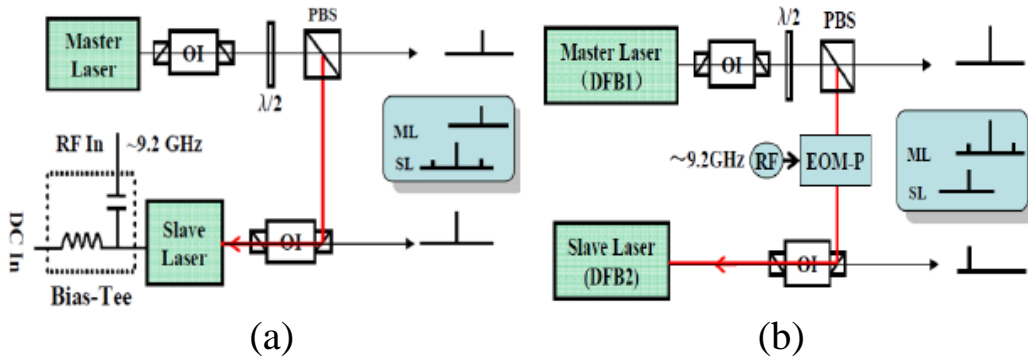 PBS
Master
Laser
OI
λ/2
RF In
~9.2 GHz
ML
SL
DC In
Slave
Laser
OI
Bias-Tee
(a)
λ/2
PBS
Master Laser
(DFB1)
OI
~9.2GHz
RF
EOM-P
ML
SL
Slave Laser
(DFB2)
OI
(b)